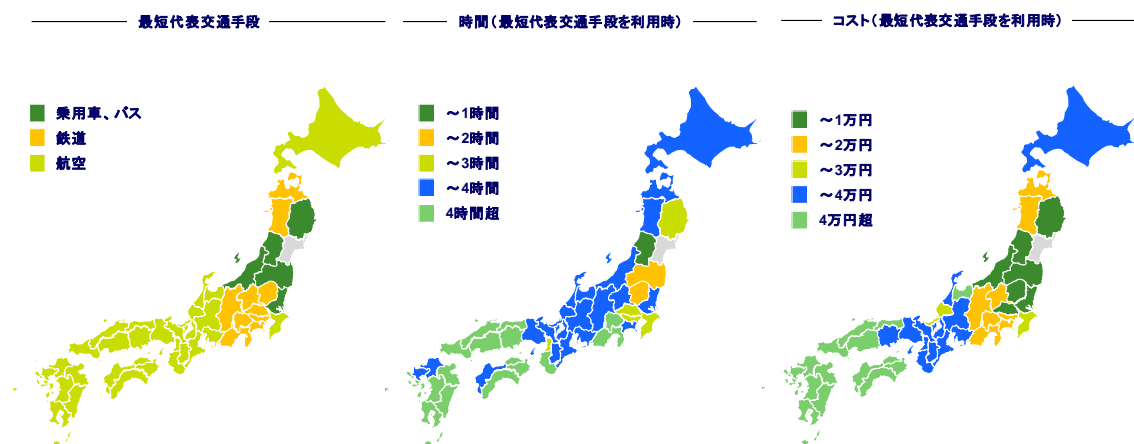 最短代表交通手段
乗用車、バス
鉄道
航空
時間（最短代表交通手段を利用時）
～1時間
～2時間
～3時間
～4時間
4時間超
コスト（最短代表交通手段を利用時）
～1万円
～2万円
～3万円
～4万円
4万円超